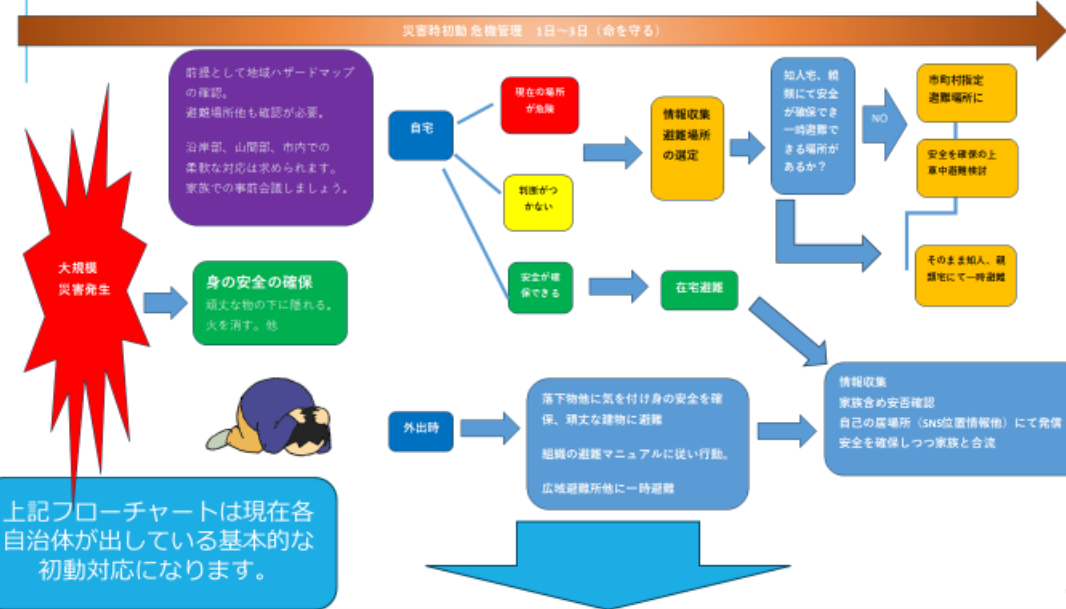 災害時初動 危機管理　1日～3日（命を守る）
前提として地域ハザードマップ
の確認。
避難場所他も確認が必要。
沿岸部、山間部、市内での
柔軟な対応は求められます。
家族での事前会議しましょう。
大規模
災害発生
身の安全の確保
頑丈な物の下に隠れる。
火を消す。他
自宅
現在の場所
が危険
判断がつ
かない
安全が確
保できる
情報収集
避難場所
の選定
在宅避難
知人宅、親
類にて安全
が確保でき
一時避難で
きる場所が
あるか？
NO
市町村指定
避難場所に
安全を確保の上
車中避難検討
そのまま知人、親
類宅にて一時避難
外出時
落下物他に気を付け身の安全を確
保、頑丈な建物に避難
組織の避難マニュアルに従い行動。
広域避難所他に一時避難
情報収集
家族含め安否確認
自己の居場所（SNS位置情報他）にて発信
安全を確保しつつ家族と合流
上記フローチャートは現在各
自治体が出している基本的な
初動対応になります。